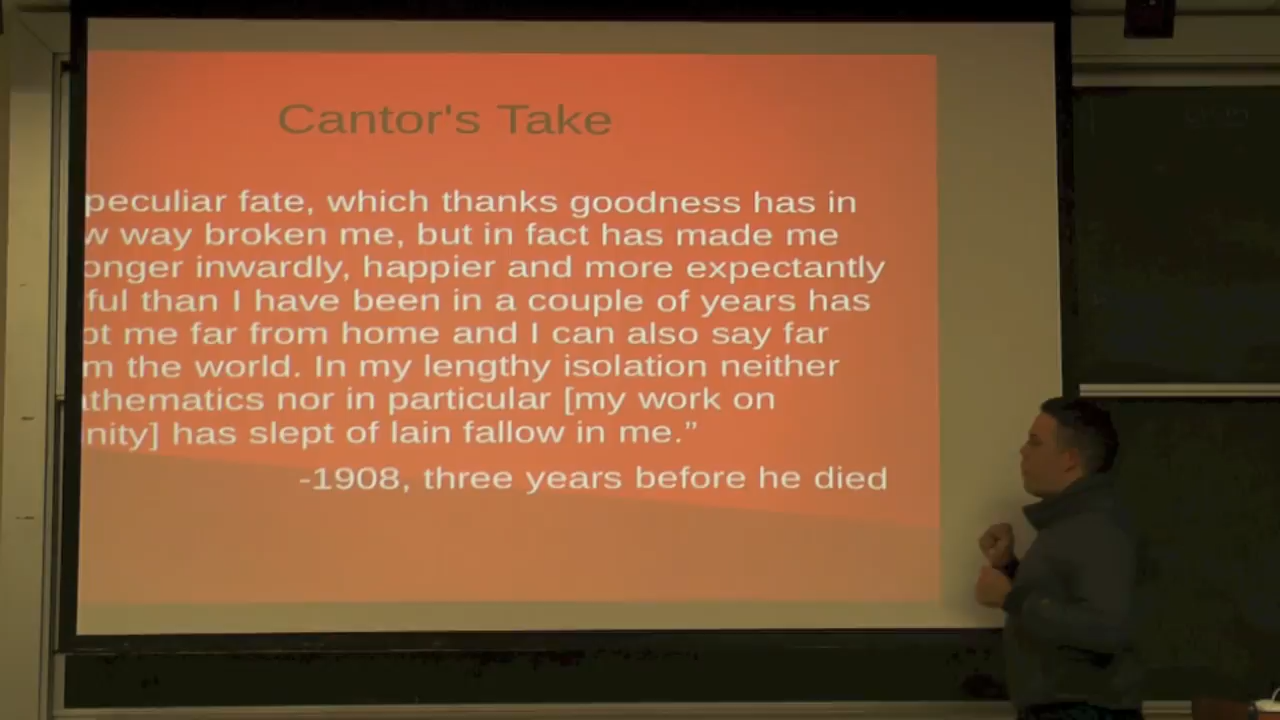 Cantor's Take
peculiar fate, which thanks goodness has in
w way broken me, but in fact has made me
onger inwardly, happier and more expectantly
ful than I have been in a couple of years has
pt me far from home and I can also say far
m the world. In my lengthy isolation neither
thematics nor in particular [my work on
nity] has slept of lain fallow in me.”
-1908, three years before he died